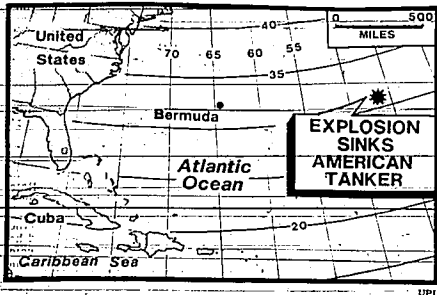 0 500
MILES
40
United
States
70 65 60 55
35
Bermuda
EXPLOSION
SINKS
AMERICAN
TANKER
Atlantic
Ocean
Cuba
20
Caribbean Sea
UPI